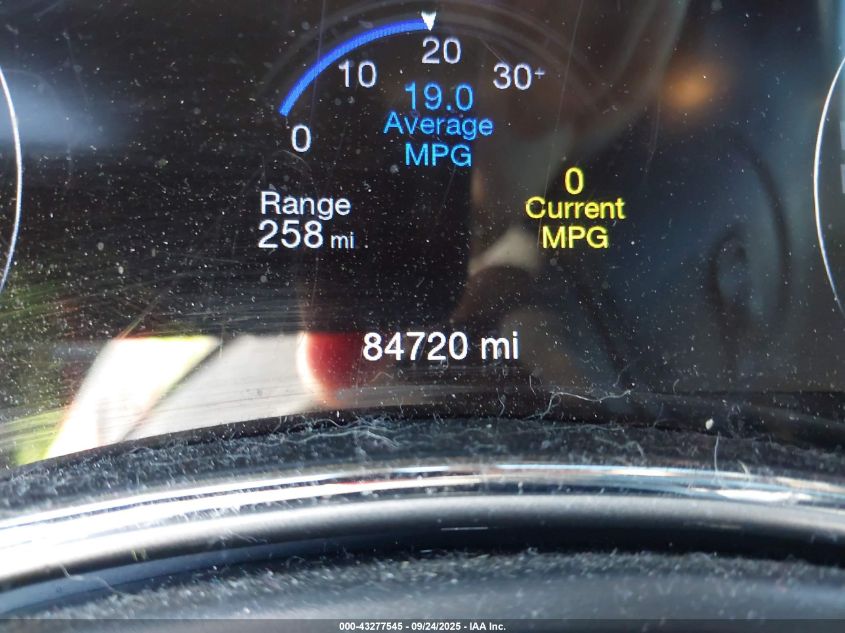 20
10
30+
19.0
Average
0
MPG
0
Range
Current
258 mi
MPG
84720 mi
000-43277545 - 09/24/2025 - IAA Inc.